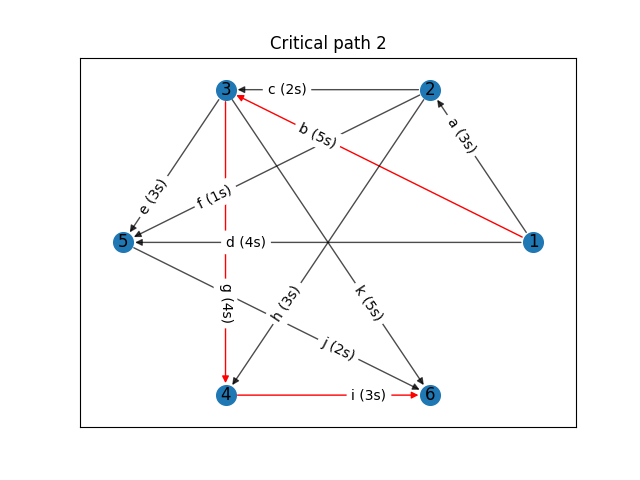 Critical path 2
3
c (2s)
2
b (5s)
a (3s)
e (3s)
f (1s)
5
d (4s)
1
g (4s)
h (3s)
k (5s)
j (2s)
4
i (3s)
6